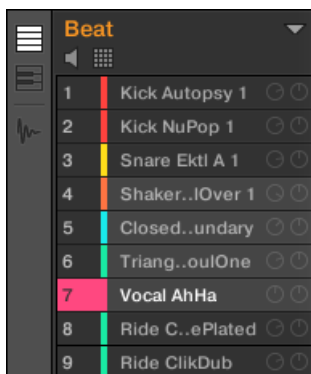 Beat
1 Kick Autopsy 1
2 Kick NuPop 1
3 Snare Ektl A 1
4 Shaker..lOver 1
5 Closed..undary
6 Triang..oulOne
7 Vocal AhHa
8 Ride C..ePlated
9 Ride ClikDub